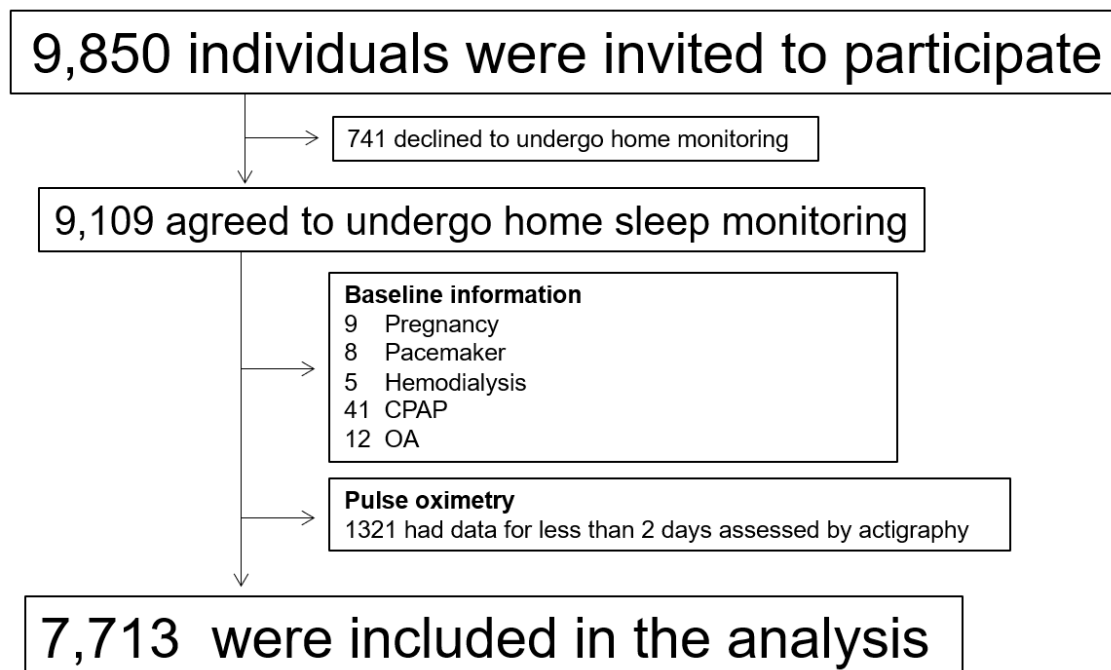 9,850 individuals were invited to participate
741 declined to undergo home monitoring
9,109 agreed to undergo home sleep monitoring
Baseline information
9 Pregnancy
8 Pacemaker
5 Hemodialysis
41 CPAP
12 OA
Pulse oximetry
1321 had data for less than 2 days assessed by actigraphy
7,713 were included in the analysis